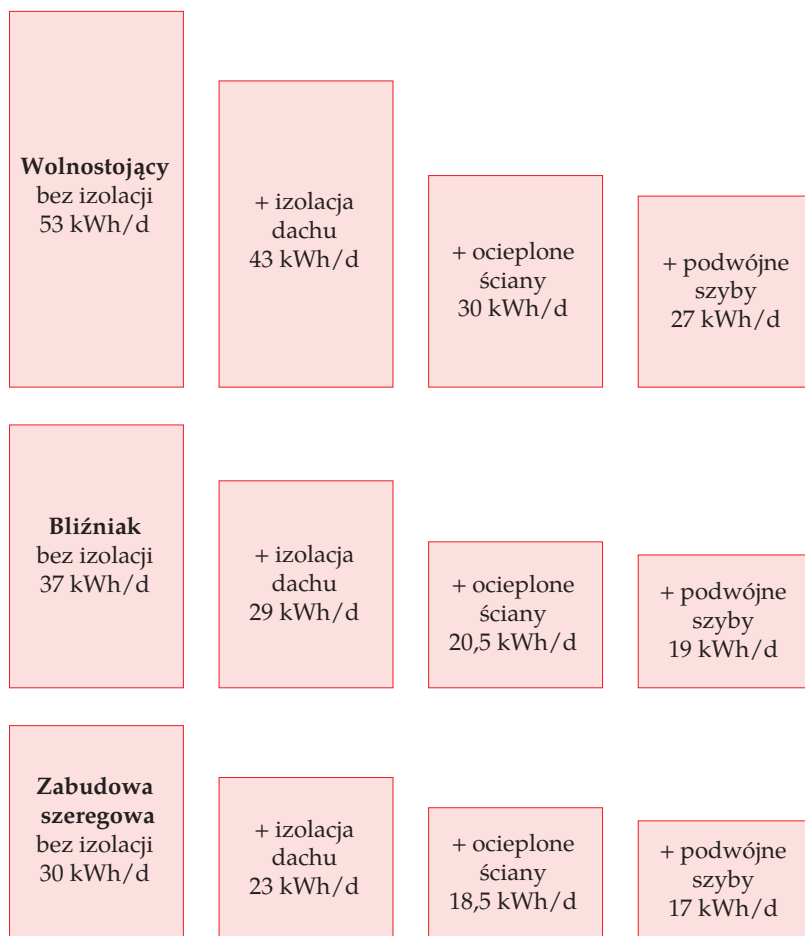 Wolnostojący
bez izolacji
53 kWh/d
+ izolacja
dachu
43 kWh/d
+ ocieplone
ściany
30 kWh/d
+ podwójne
szyby
27 kWh/d
Bliźniak
bez izolacji
37 kWh/d
+ izolacja
dachu
29 kWh/d
+ ocieplone
ściany
20,5 kWh/d
+ podwójne
szyby
19 kWh/d
Zabudowa
szeregowa
bez izolacji
30 kWh/d
+ izolacja
dachu
23 kWh/d
+ ocieplone
ściany
18,5 kWh/d
+ podwójne
szyby
17 kWh/d